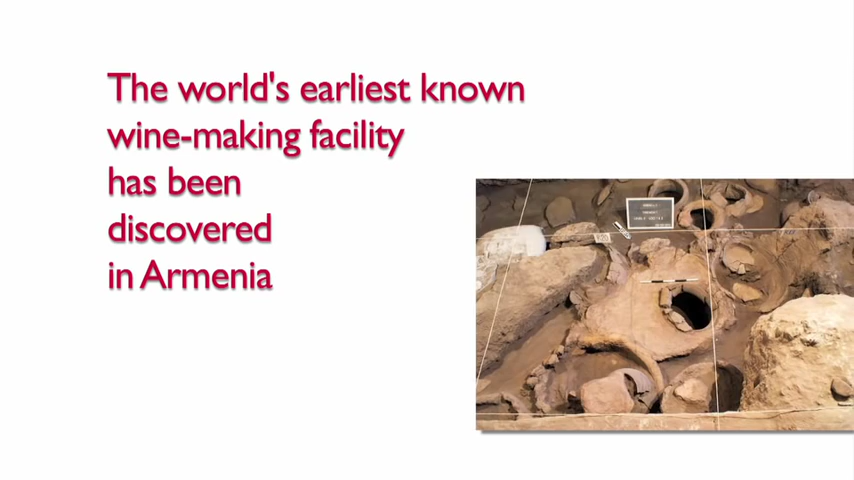 The world's earliest known
wine-making facility
has been
discovered
in Armenia